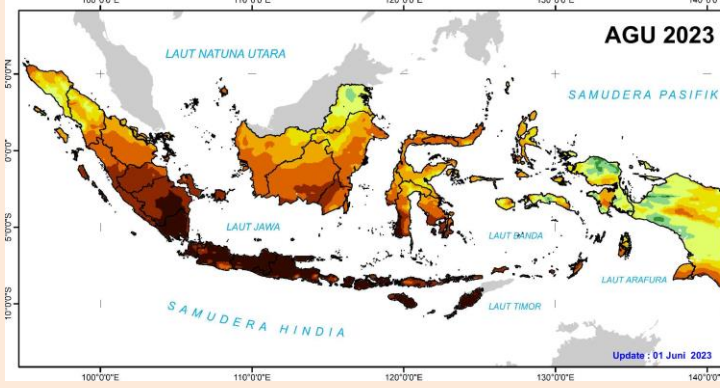 AGU 2023
LAUT NATUNA UTARA
SAMUDERA PASIFIK
5°0'0"N
0°0'0"
5°0'0"S
10°0'0"S
LAUT JAWA
LAUT BANDA
LAUT ARAFURA
LAUT TIMOR
SAMUDERA HINDIA
Update : 01 Juni 2023
100°0'0"E
110°0'0"E
120°0'0"E
130°0'0"E
140°0'0"